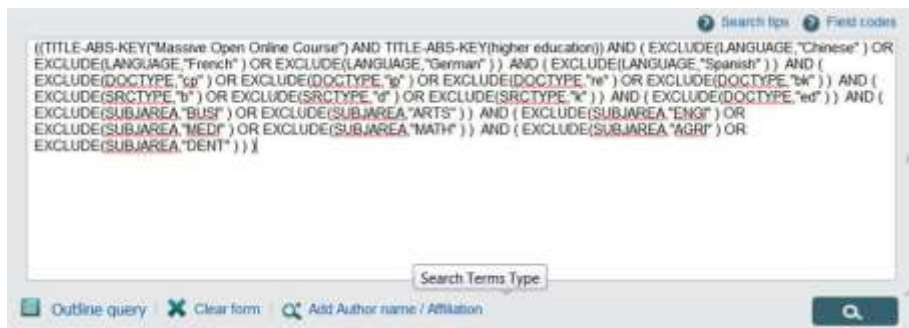 Search tips Field codes
((TITLE-ABS-KEY("Massive Open Online Course") AND TITLE-ABS-KEY(higher education)) AND ( EXCLUDE(LANGUAGE,"Chinese" ) OR
EXCLUDE(LANGUAGE,"French" ) OR EXCLUDE(LANGUAGE,"German" ) ) AND ( EXCLUDE(LANGUAGE,"Spanish" ) ) AND (
EXCLUDE(DOCTYPE,"cp" ) OR EXCLUDE(DOCTYPE,"ip" ) OR EXCLUDE(DOCTYPE,"re" ) OR EXCLUDE(DOCTYPE,"bk" ) ) AND (
EXCLUDE(SRCTYPE,"b" ) OR EXCLUDE(SRCTYPE,"d" ) OR EXCLUDE(SRCTYPE,"k" ) ) AND ( EXCLUDE(DOCTYPE,"ed" ) ) AND (
EXCLUDE(SUBJAREA,"BUSI" ) OR EXCLUDE(SUBJAREA,"ARTS" ) ) AND ( EXCLUDE(SUBJAREA,"ENGI" ) OR
EXCLUDE(SUBJAREA,"MEDI" ) OR EXCLUDE(SUBJAREA,"MATH" ) ) AND ( EXCLUDE(SUBJAREA,"AGRI" ) OR
EXCLUDE(SUBJAREA,"DENT" ) ) )
Search Terms Type
Outline query Clear form Add Author name / Affiliation